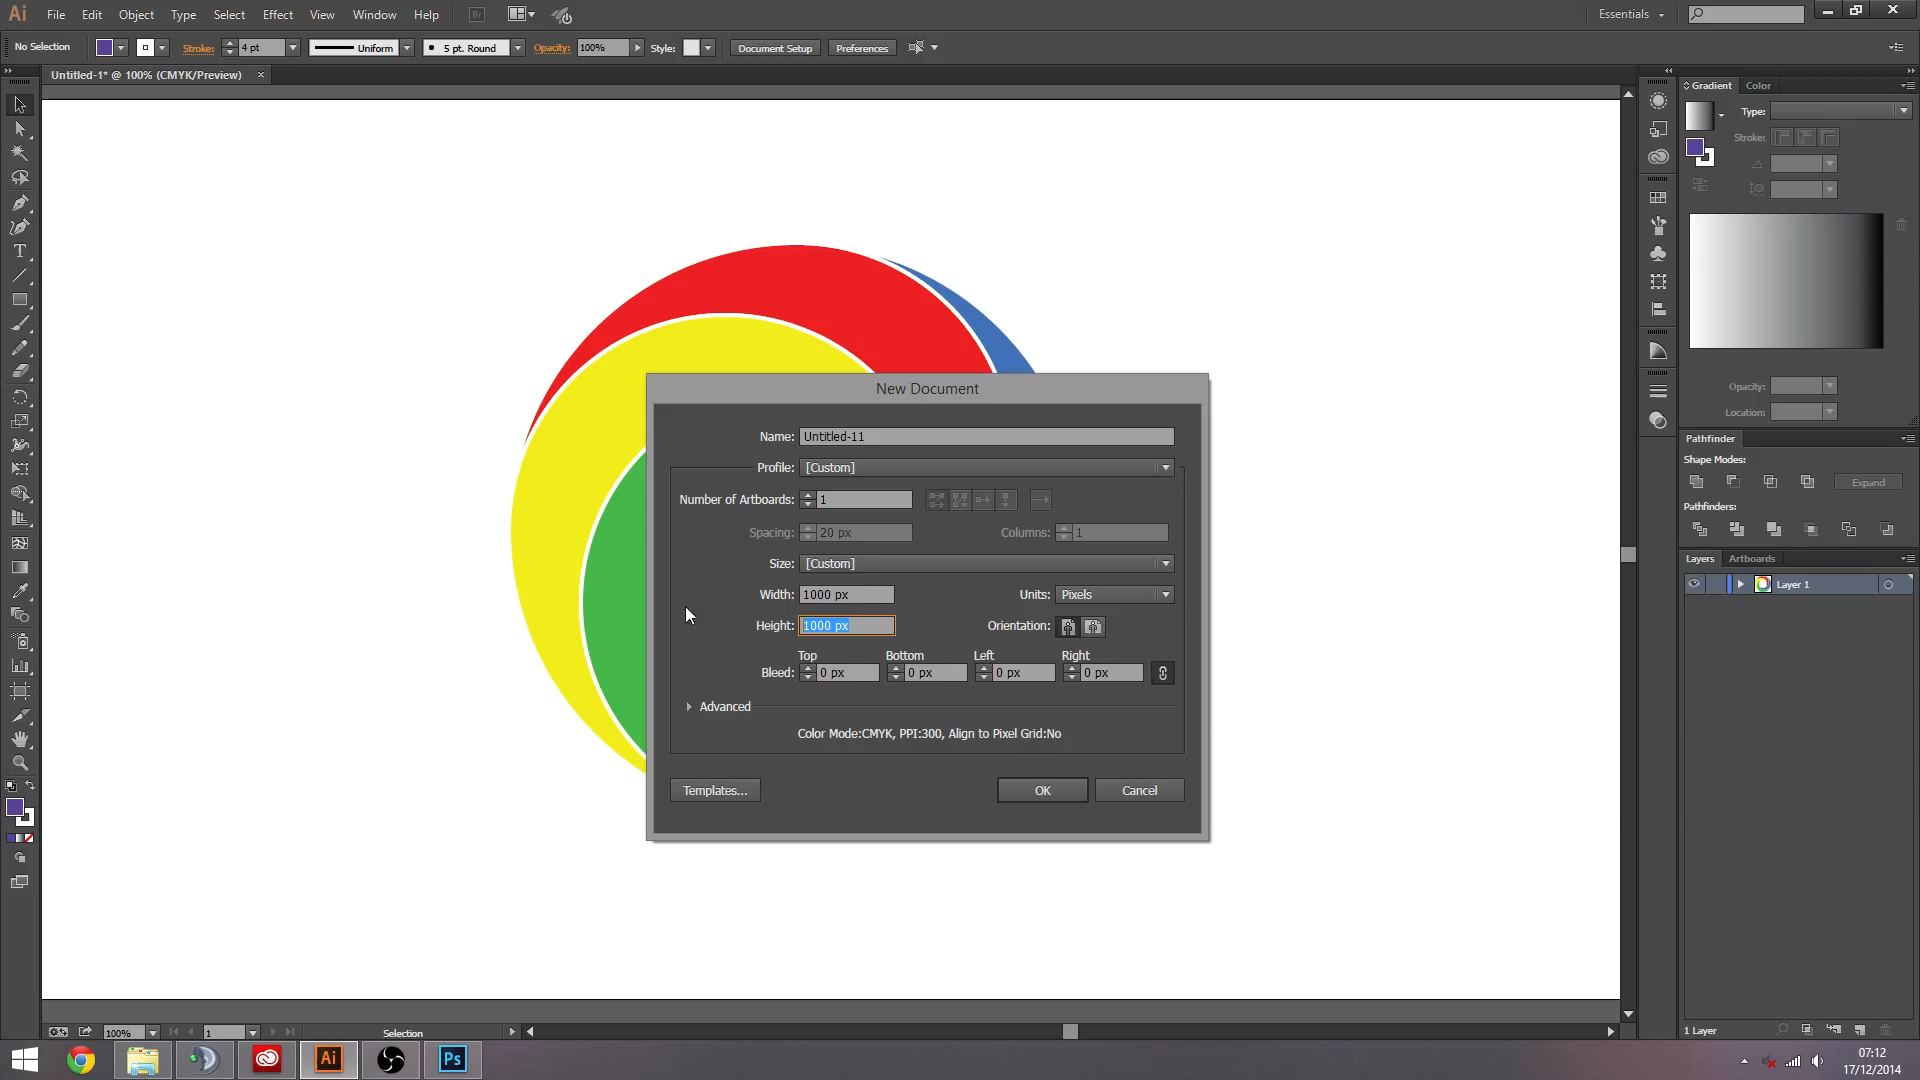 Ai File Edit Object Type Select Effect View Window Help Br Essentials
No Selection Stroke: 4 pt Uniform 5 pt. Round Opacity: 100% Style: Document Setup Preferences
Untitled-1* @ 100% (CMYK/Preview) ×
Gradient Color
Type:
Stroke:
Opacity:
Location:
Pathfinder
Shape Modes:
Expand
Pathfinders:
Layers Artboards
Layer 1
New Document
Name: Untitled-11
Profile: [Custom]
Number of Artboards: 1
Spacing: 20 px Columns: 1
Size: [Custom]
Width: 1000 px Units: Pixels
Height: 1000 px Orientation:
Top Bottom Left Right
Bleed: 0 px 0 px 0 px 0 px
Advanced
Color Mode:CMYK, PPI:300, Align to Pixel Grid:No
Templates... OK Cancel
100% 1 Selection 1 Layer
Ai Ps
07:12
17/12/2014